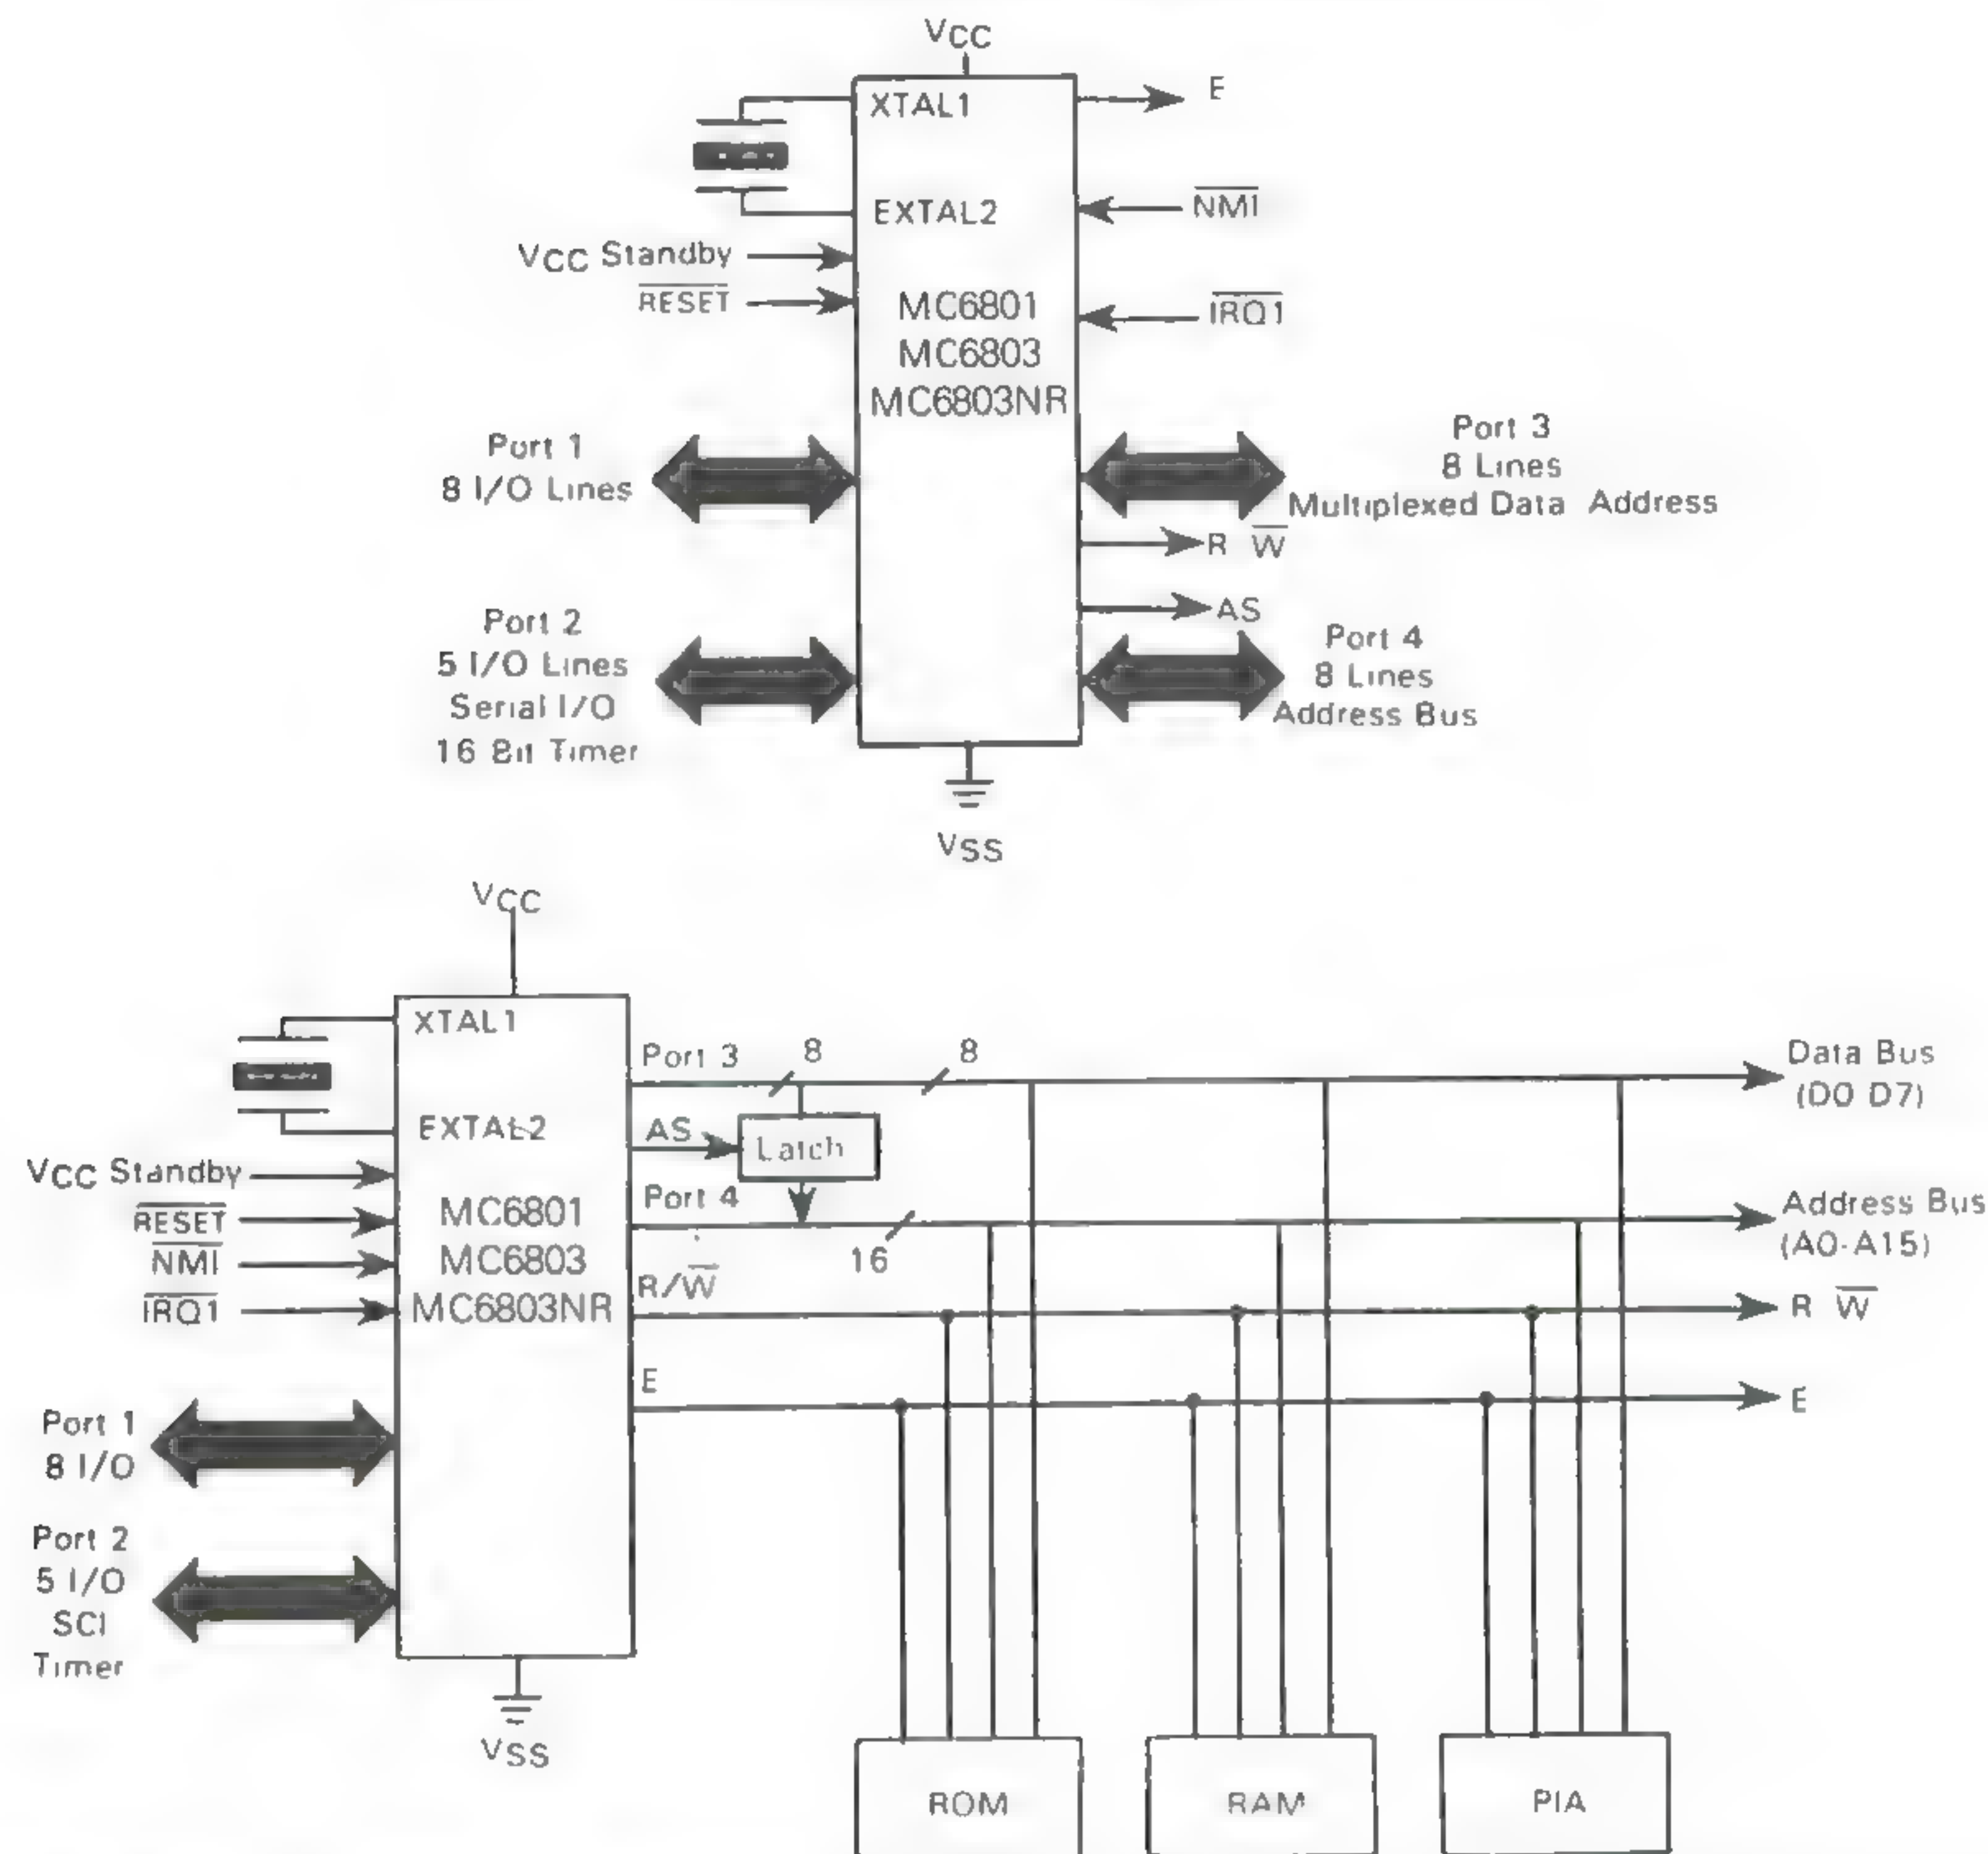 VCC
XTAL1
E
EXTAL2
NMI
VCC Standby
RESET
IRQ1
MC6801
MC6803
MC6803NR
Port 1
8 I/O Lines
Port 3
8 Lines
Multiplexed Data Address
R W
AS
Port 2
5 I/O Lines
Serial I/O
16 Bit Timer
Port 4
8 Lines
Address Bus
VSS
VCC
XTAL1
EXTAL2
VCC Standby
RESET
NMI
IRQ1
MC6801
MC6803
MC6803NR
Port 1
8 I/O
Port 2
5 I/O
SCI
Timer
VSS
Port 3
8
8
AS
Latch
Port 4
16
R/W
E
Data Bus
(D0 D7)
Address Bus
(A0-A15)
R W
E
ROM
RAM
PIA